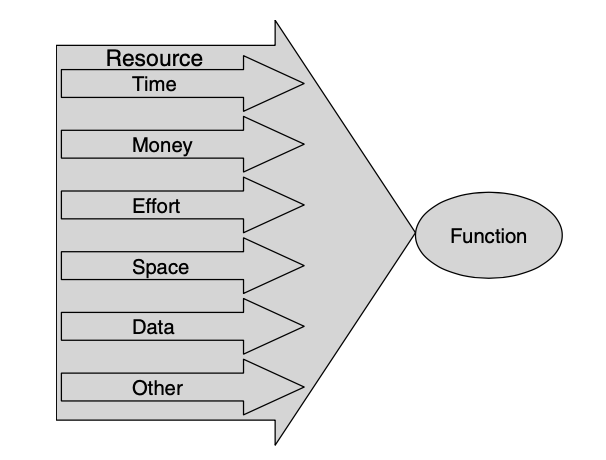 Resource
Time
Money
Effort
Space
Data
Other
Function